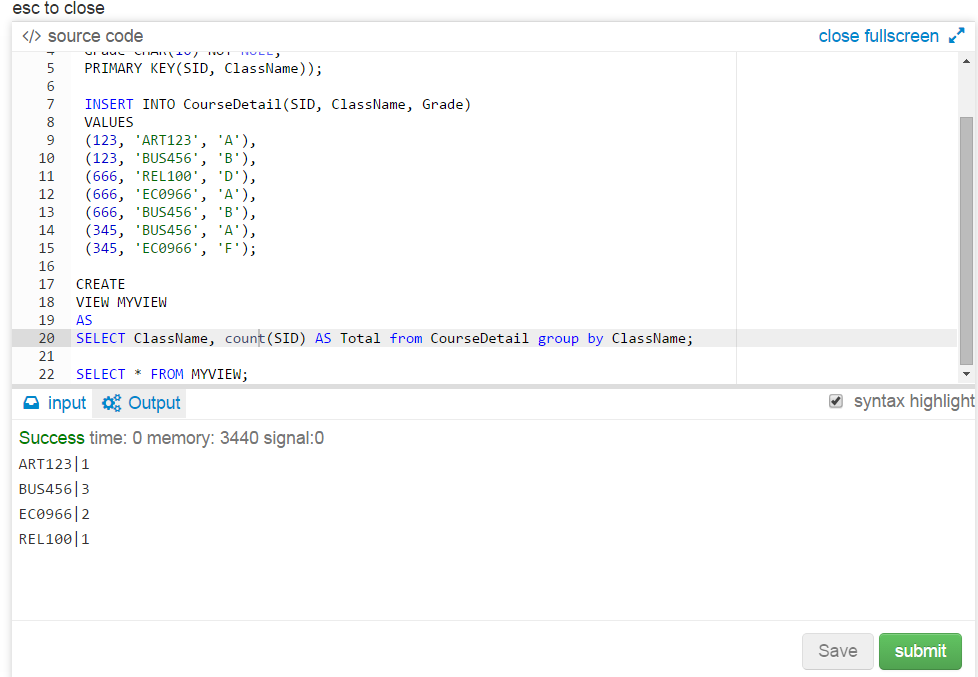 esc to close
</> source code close fullscreen
4 Grade CHAR(10) NOT NULL,
5 PRIMARY KEY(SID, ClassName));
6
7 INSERT INTO CourseDetail(SID, ClassName, Grade)
8 VALUES
9 (123, 'ART123', 'A'),
10 (123, 'BUS456', 'B'),
11 (666, 'REL100', 'D'),
12 (666, 'EC0966', 'A'),
13 (666, 'BUS456', 'B'),
14 (345, 'BUS456', 'A'),
15 (345, 'EC0966', 'F');
16
17 CREATE
18 VIEW MYVIEW
19 AS
20 SELECT ClassName, count(SID) AS Total from CourseDetail group by ClassName;
21
22 SELECT * FROM MYVIEW;
input Output syntax highlight
Success time: 0 memory: 3440 signal:0
ART123|1
BUS456|3
EC0966|2
REL100|1
Save submit